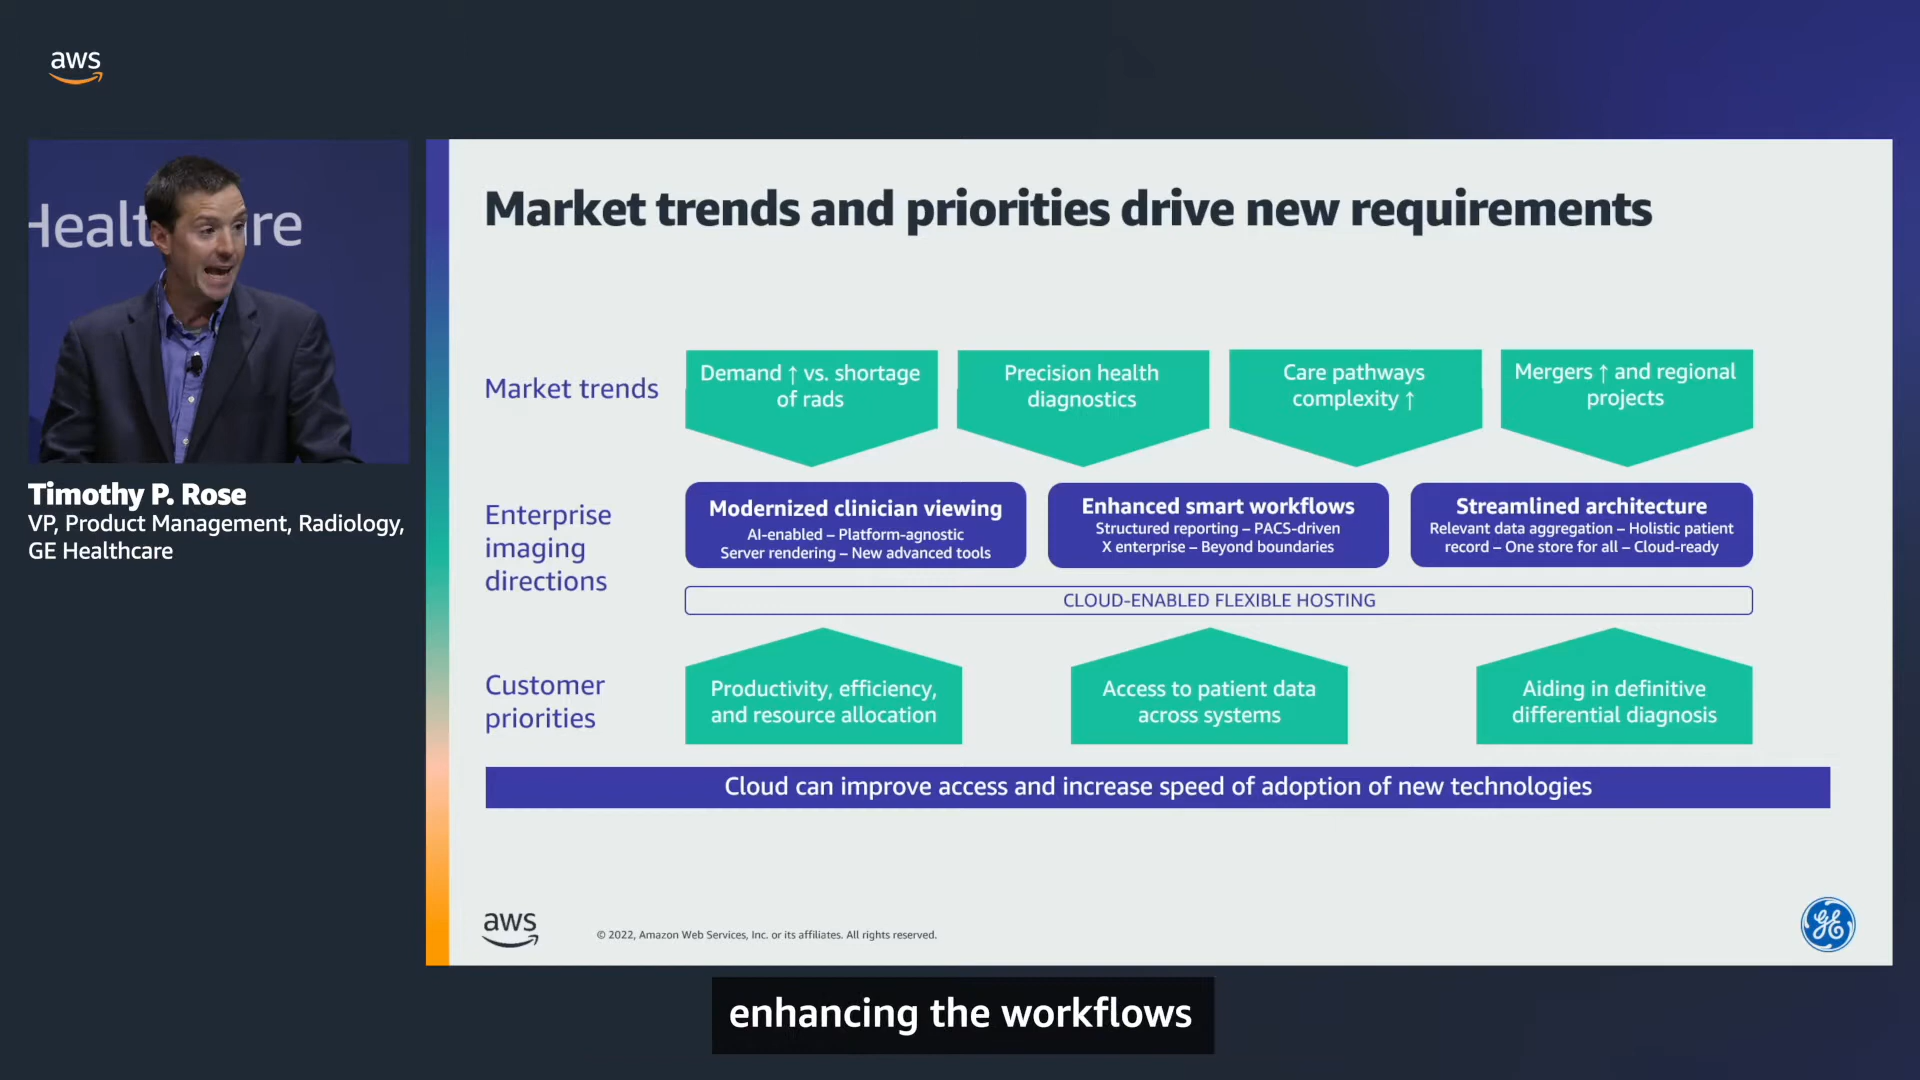 aws
Healthcare
Timothy P. Rose
VP, Product Management, Radiology,
GE Healthcare
Market trends and priorities drive new requirements
Market trends
Demand ↑ vs. shortage
of rads
Precision health
diagnostics
Care pathways
complexity ↑
Mergers ↑ and regional
projects
Enterprise
imaging
directions
Modernized clinician viewing
AI-enabled – Platform-agnostic
Server rendering – New advanced tools
Enhanced smart workflows
Structured reporting – PACS-driven
X enterprise – Beyond boundaries
Streamlined architecture
Relevant data aggregation – Holistic patient
record – One store for all – Cloud-ready
CLOUD-ENABLED FLEXIBLE HOSTING
Customer
priorities
Productivity, efficiency,
and resource allocation
Access to patient data
across systems
Aiding in definitive
differential diagnosis
Cloud can improve access and increase speed of adoption of new technologies
aws
© 2022, Amazon Web Services, Inc. or its affiliates. All rights reserved.
GE
enhancing the workflows